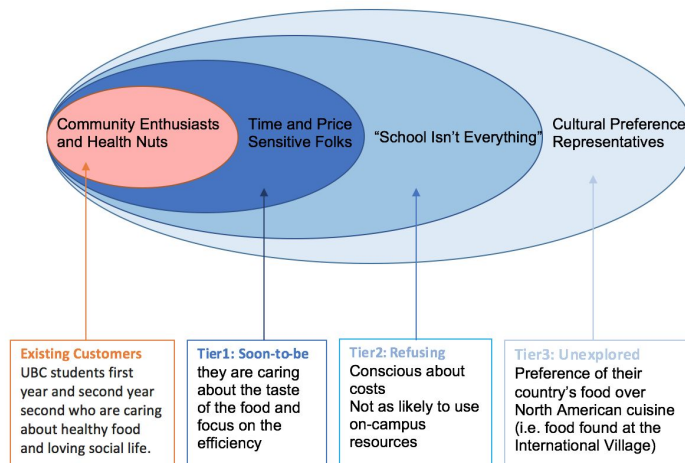 Community Enthusiasts
and Health Nuts
Time and Price
Sensitive Folks
“School Isn’t Everything”
Cultural Preference
Representatives
Existing Customers
UBC students first
year and second year
second who are caring
about healthy food
and loving social life.
Tier1: Soon-to-be
they are caring
about the taste
of the food and
focus on the
efficiency
Tier2: Refusing
Conscious about
costs
Not as likely to use
on-campus
resources
Tier3: Unexplored
Preference of their
country’s food over
North American cuisine
(i.e. food found at the
International Village)